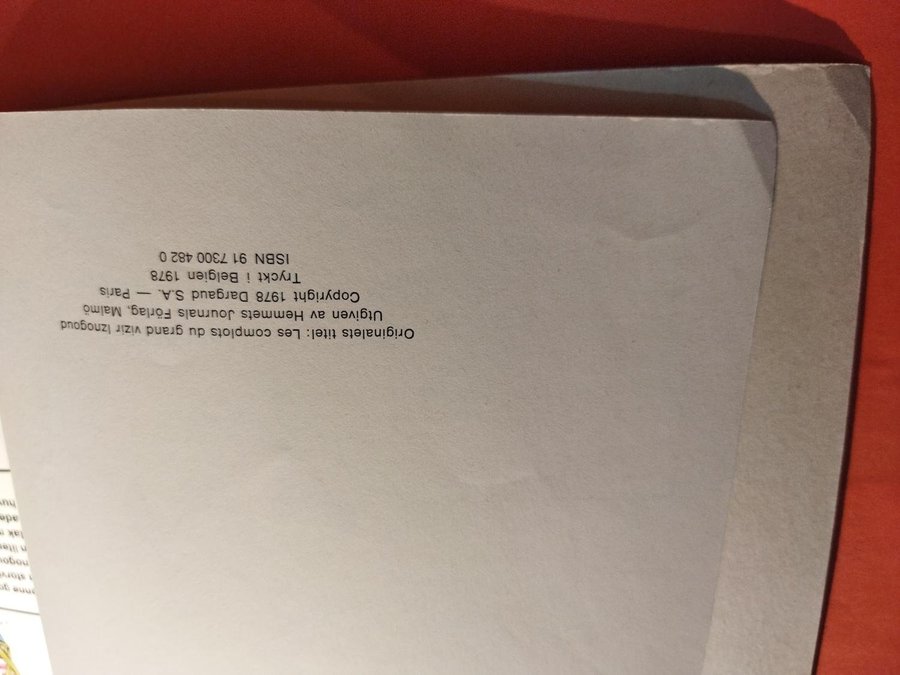 Originalets titel: Les complots du grand vizir Iznogoud
Utgiven av Hemmets Journals Förlag, Malmö
Copyright 1978 Dargaud S.A. — Paris
Tryckt i Belgien 1978
ISBN 91 7300 482 0